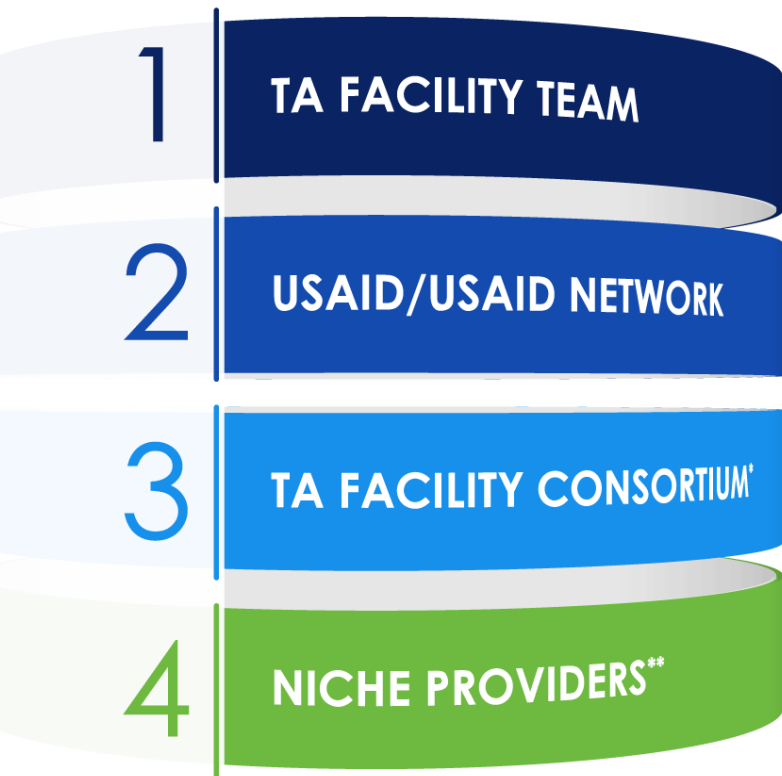 1
TA FACILITY TEAM
2
USAID/USAID NETWORK
3
TA FACILITY CONSORTIUM*
4
NICHE PROVIDERS**